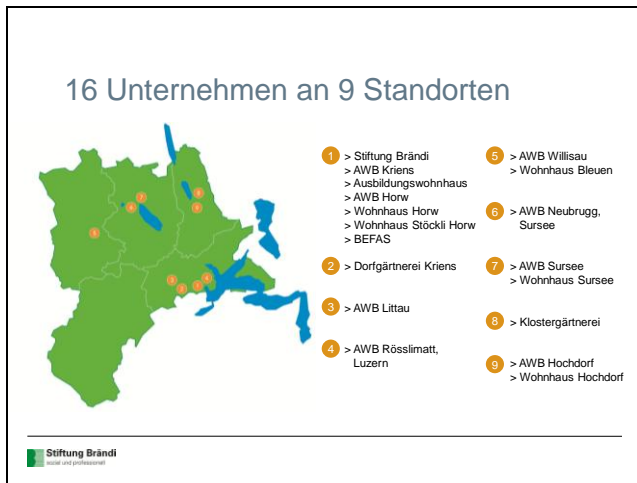 16 Unternehmen an 9 Standorten
1 > Stiftung Brändi
> AWB Kriens
> Ausbildungswohnhaus
> AWB Horw
> Wohnhaus Horw
> Wohnhaus Stöckli Horw
> BEFAS
2 > Dorfgärtnerei Kriens
3 > AWB Littau
4 > AWB Rösslimatt,
Luzern
5 > AWB Willisau
> Wohnhaus Bleuen
6 > AWB Neubrugg,
Sursee
7 > AWB Sursee
> Wohnhaus Sursee
8 > Klostergärtnerei
9 > AWB Hochdorf
> Wohnhaus Hochdorf
Stiftung Brändi
sozial und professionell